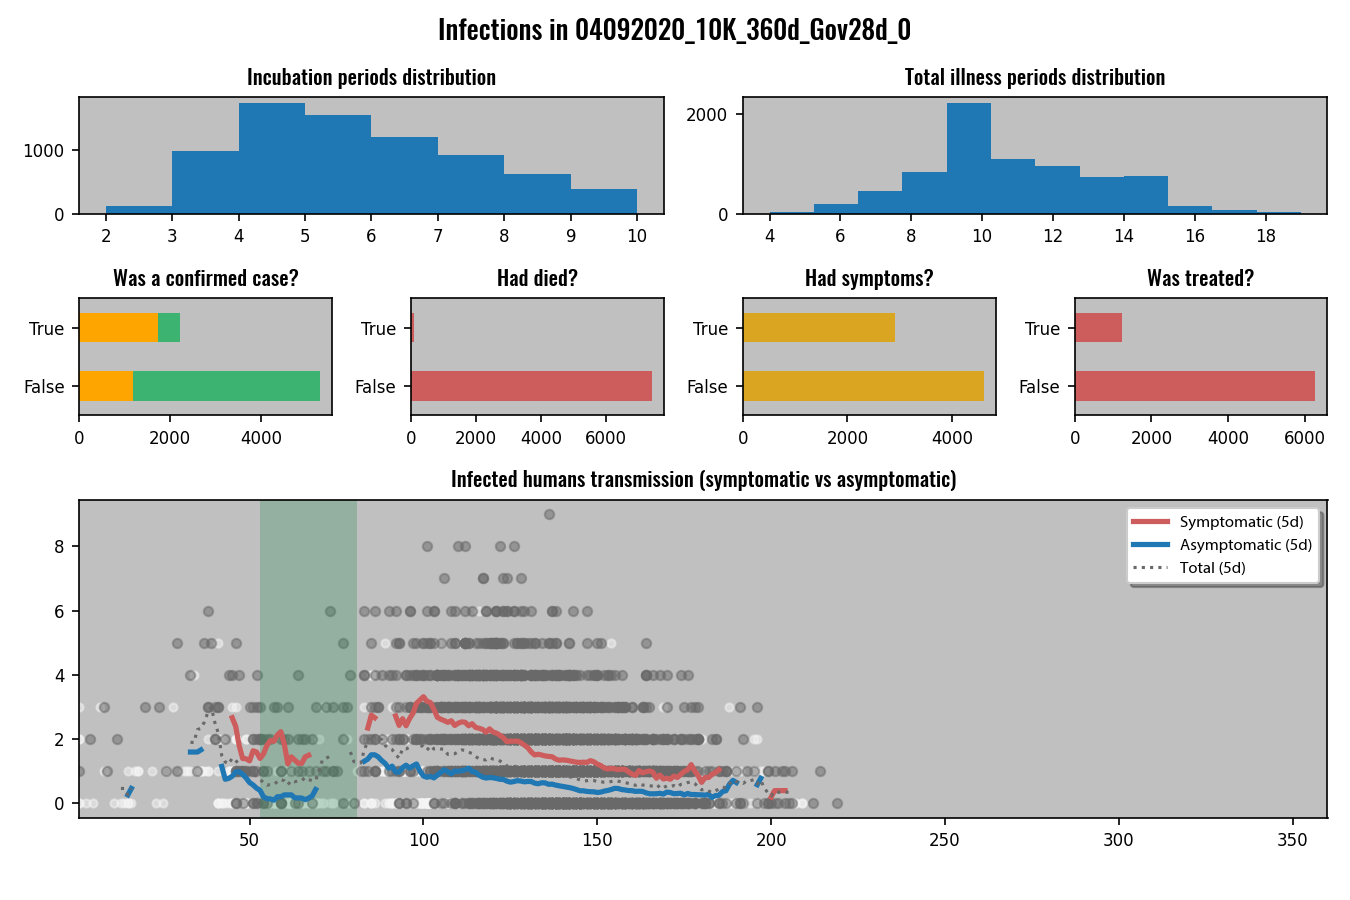 Infections in 04092020_10K_360d_Gov28d_0
Incubation periods distribution
1000
0
2 3 4 5 6 7 8 9 10
Total illness periods distribution
2000
0
4 6 8 10 12 14 16 18
Was a confirmed case?
True
False
0 2000 4000
Had died?
True
False
0 2000 4000 6000
Had symptoms?
True
False
0 2000 4000
Was treated?
True
False
0 2000 4000 6000
Infected humans transmission (symptomatic vs asymptomatic)
Symptomatic (5d)
Asymptomatic (5d)
Total (5d)
8
6
4
2
0
50 100 150 200 250 300 350